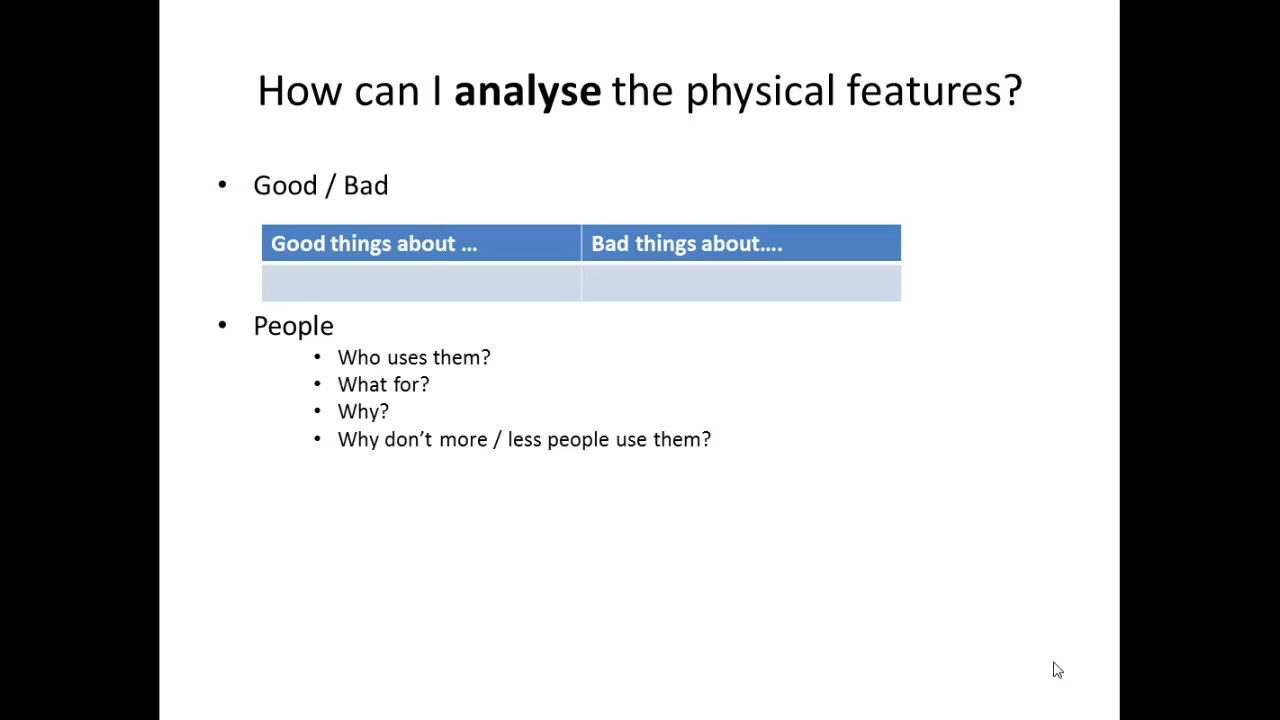 How can I analyse the physical features?
• Good / Bad
Good things about … Bad things about….
• People
• Who uses them?
• What for?
• Why?
• Why don’t more / less people use them?